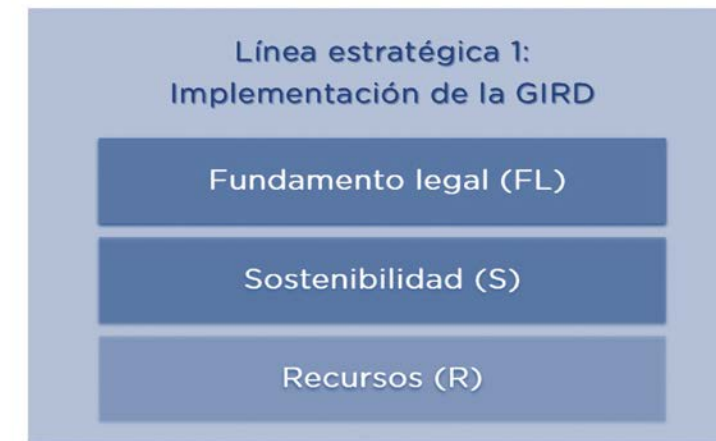 Línea estratégica 1:
Implementación de la GIRD
Fundamento legal (FL)
Sostenibilidad (S)
Recursos (R)